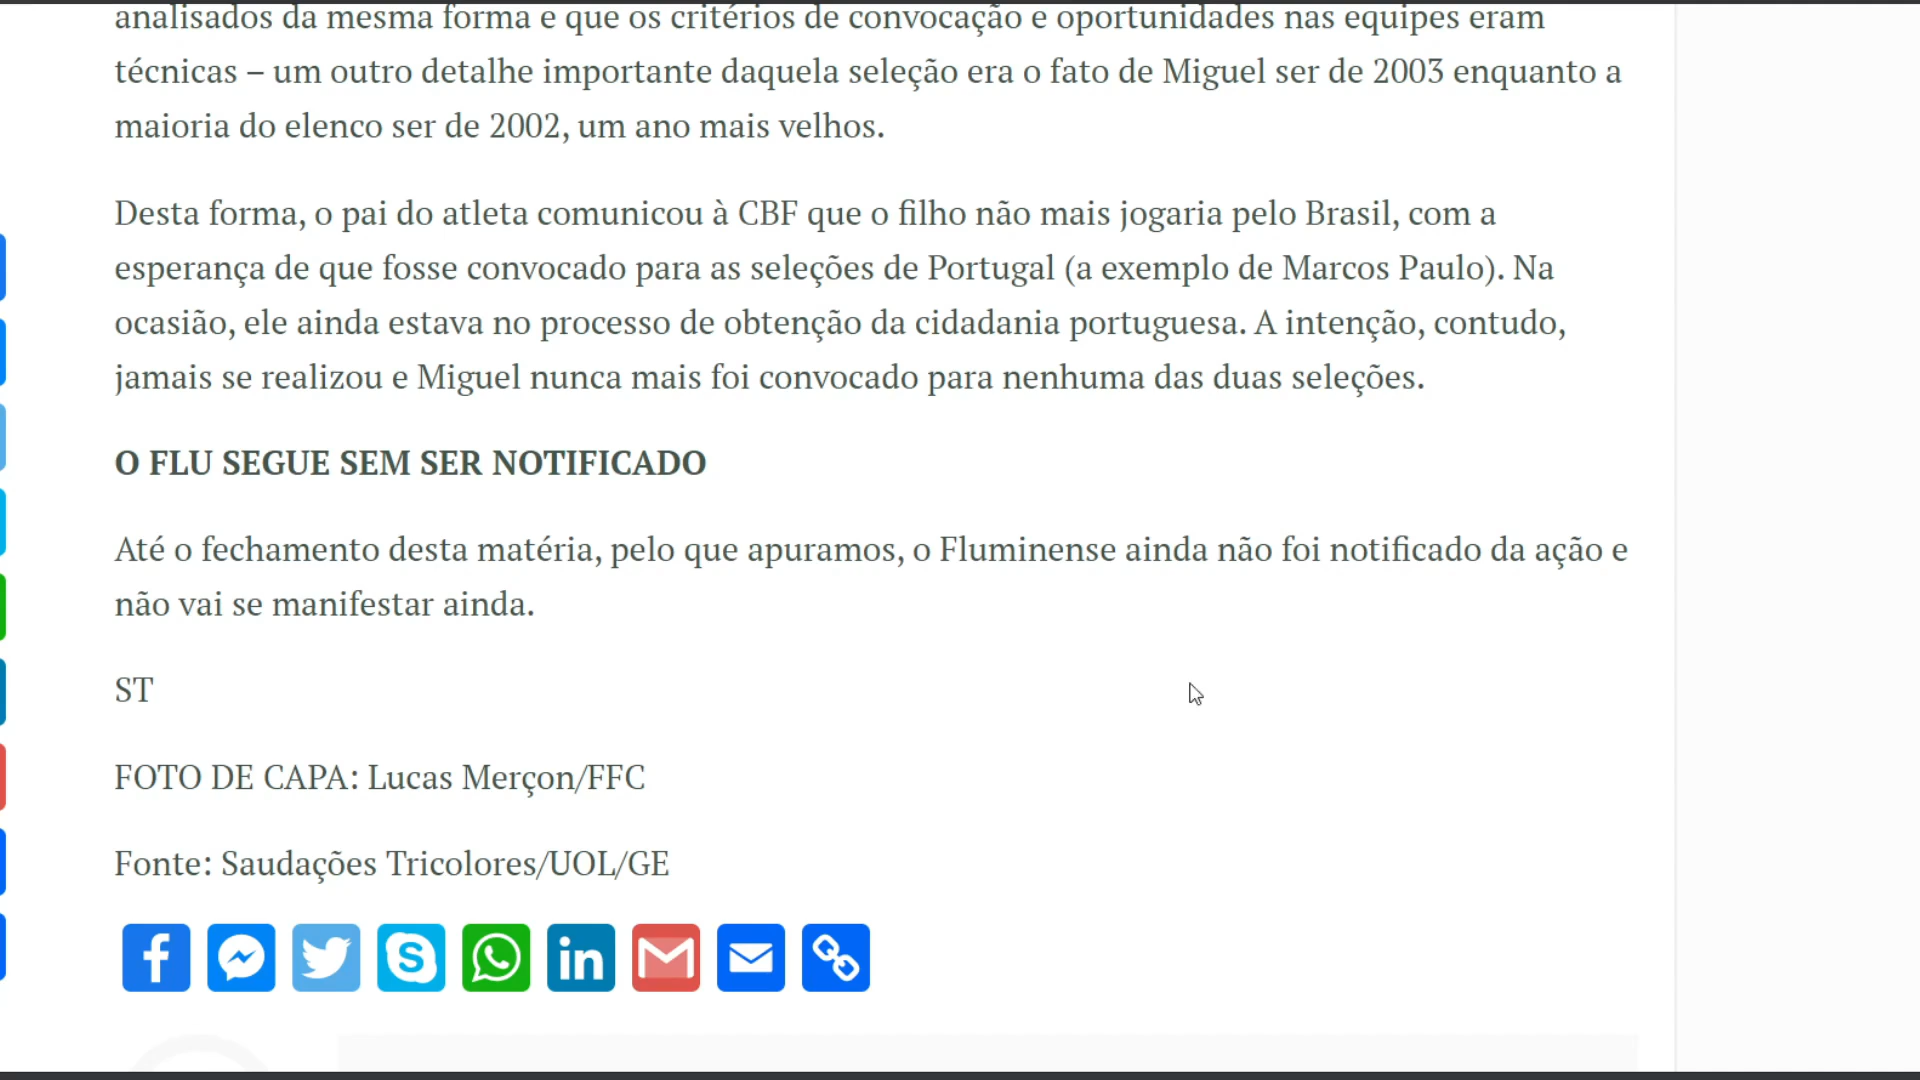 analisados da mesma forma e que os critérios de convocação e oportunidades nas equipes eram
técnicas – um outro detalhe importante daquela seleção era o fato de Miguel ser de 2003 enquanto a
maioria do elenco ser de 2002, um ano mais velhos.
Desta forma, o pai do atleta comunicou à CBF que o filho não mais jogaria pelo Brasil, com a
esperança de que fosse convocado para as seleções de Portugal (a exemplo de Marcos Paulo). Na
ocasião, ele ainda estava no processo de obtenção da cidadania portuguesa. A intenção, contudo,
jamais se realizou e Miguel nunca mais foi convocado para nenhuma das duas seleções.
O FLU SEGUE SEM SER NOTIFICADO
Até o fechamento desta matéria, pelo que apuramos, o Fluminense ainda não foi notificado da ação e
não vai se manifestar ainda.
ST
FOTO DE CAPA: Lucas Merçon/FFC
Fonte: Saudações Tricolores/UOL/GE